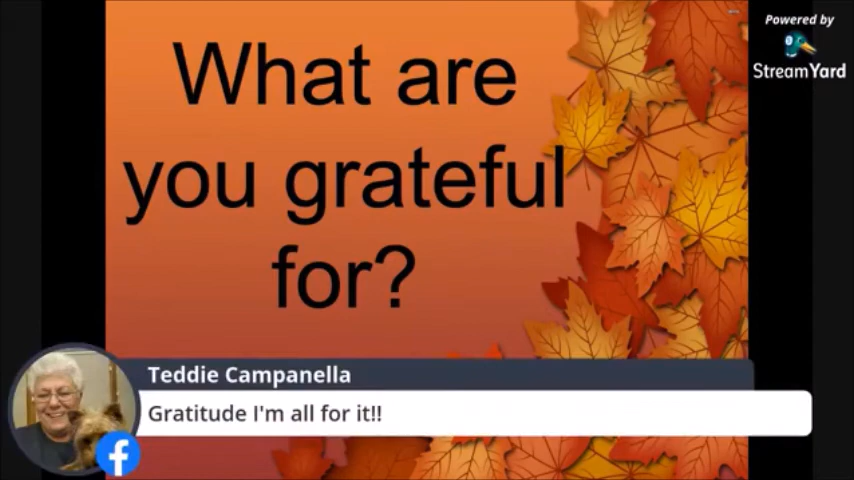 What are
you grateful
for?
Powered by
StreamYard
Teddie Campanella
Gratitude I'm all for it!!